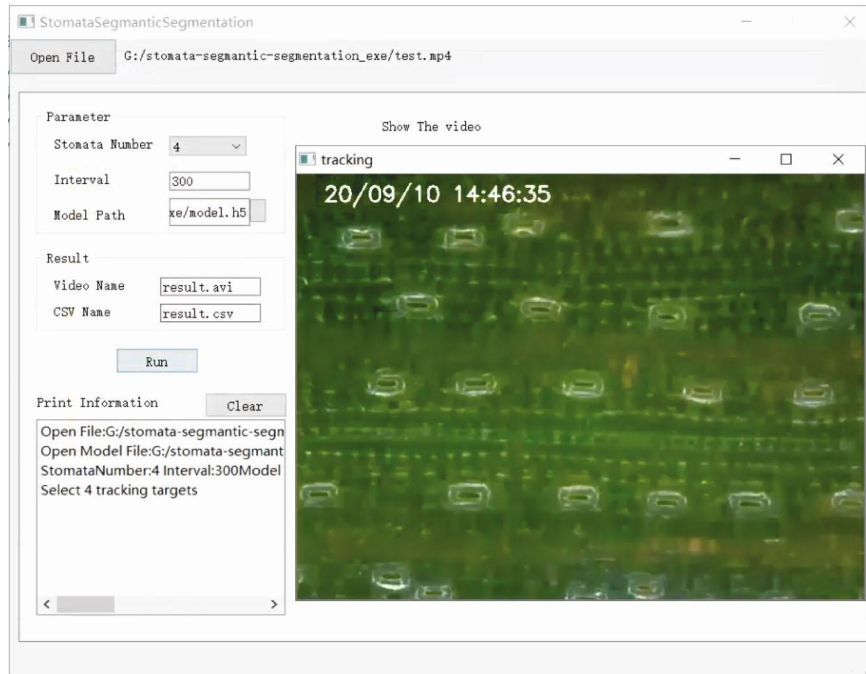 StomataSegmanticSegmentation
Open File G:/stomata-segmantic-segmentation_exe/test.mp4
Parameter
Stomata Number 4
Interval 300
Model Path xe/model.h5
Result
Video Name result.avi
CSV Name result.csv
Run
Print Information Clear
Open File:G:/stomata-segmantic-segn
Open Model File:G:/stomata-segmant
StomataNumber:4 Interval:300Model
Select 4 tracking targets
Show The video
tracking
20/09/10 14:46:35